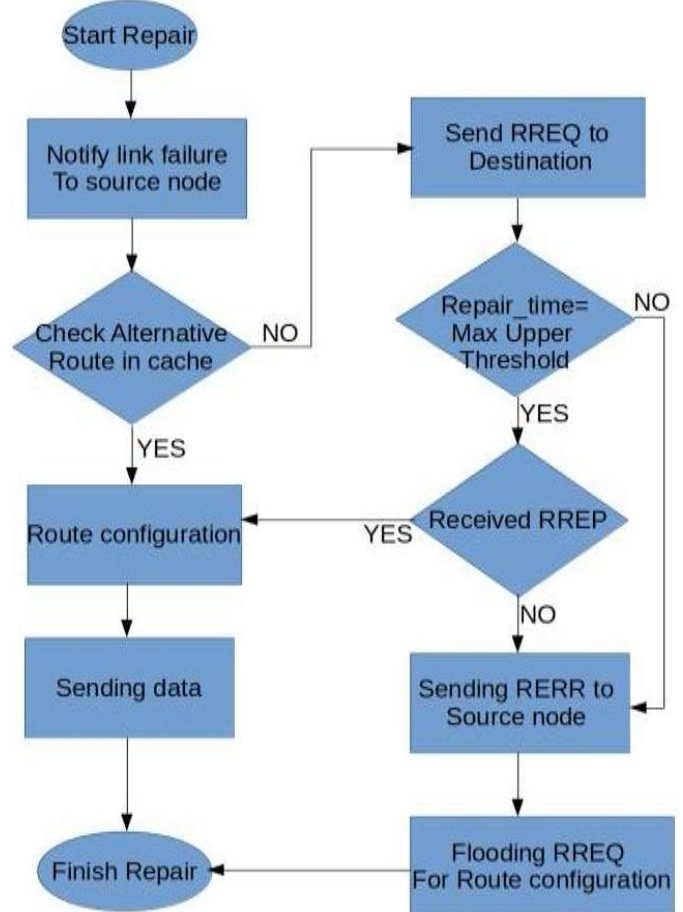 Start Repair
Notify link failure
To source node
Check Alternative
Route in cache
NO
YES
Route configuration
Sending data
Finish Repair
Send RREQ to
Destination
Repair_time=
Max Upper
Threshold
NO
YES
Received RREP
YES
NO
Sending RERR to
Source node
Flooding RREQ
For Route configuration